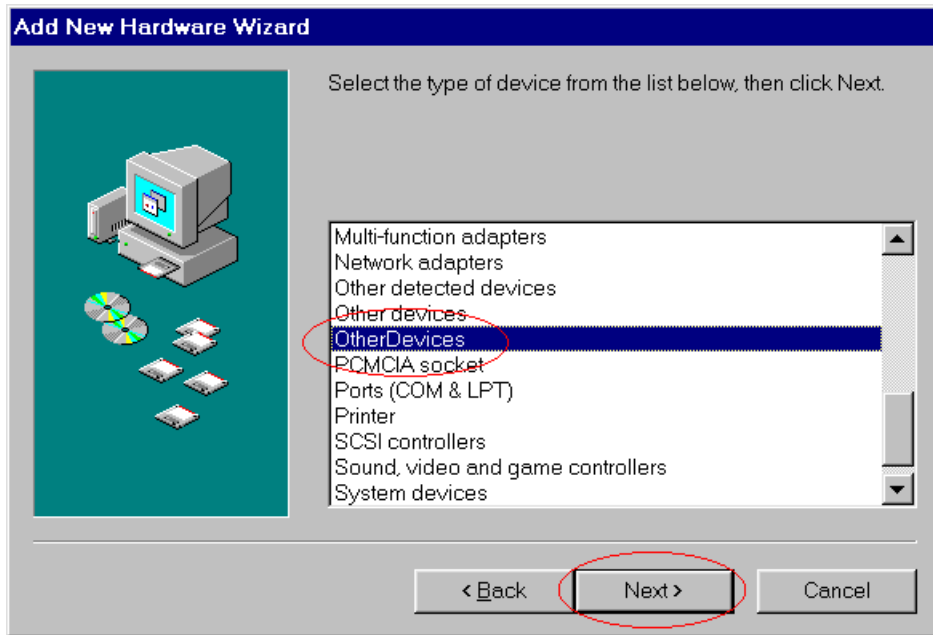 Add New Hardware Wizard
Select the type of device from the list below, then click Next.
Multi-function adapters
Network adapters
Other detected devices
Other devices
OtherDevices
PCMCIA socket
Ports (COM & LPT)
Printer
SCSI controllers
Sound, video and game controllers
System devices
< Back
Next >
Cancel